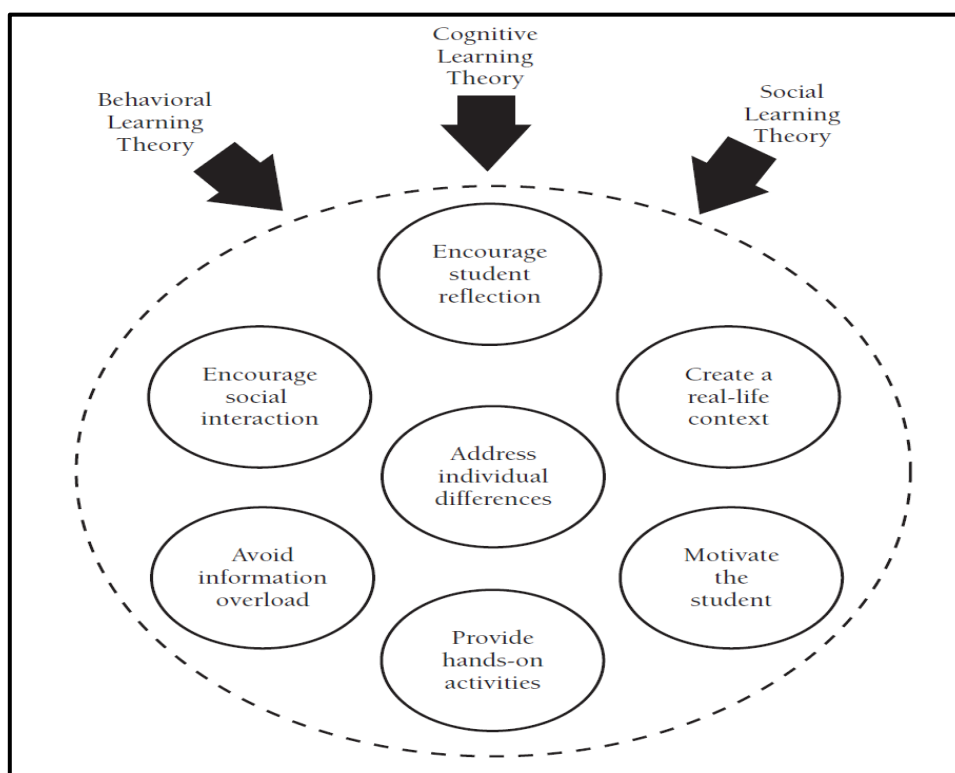 Cognitive
Learning
Theory
Behavioral
Learning
Theory
Social
Learning
Theory
Encourage
student
reflection
Encourage
social
interaction
Create a
real-life
context
Address
individual
differences
Avoid
information
overload
Motivate
the
student
Provide
hands-on
activities